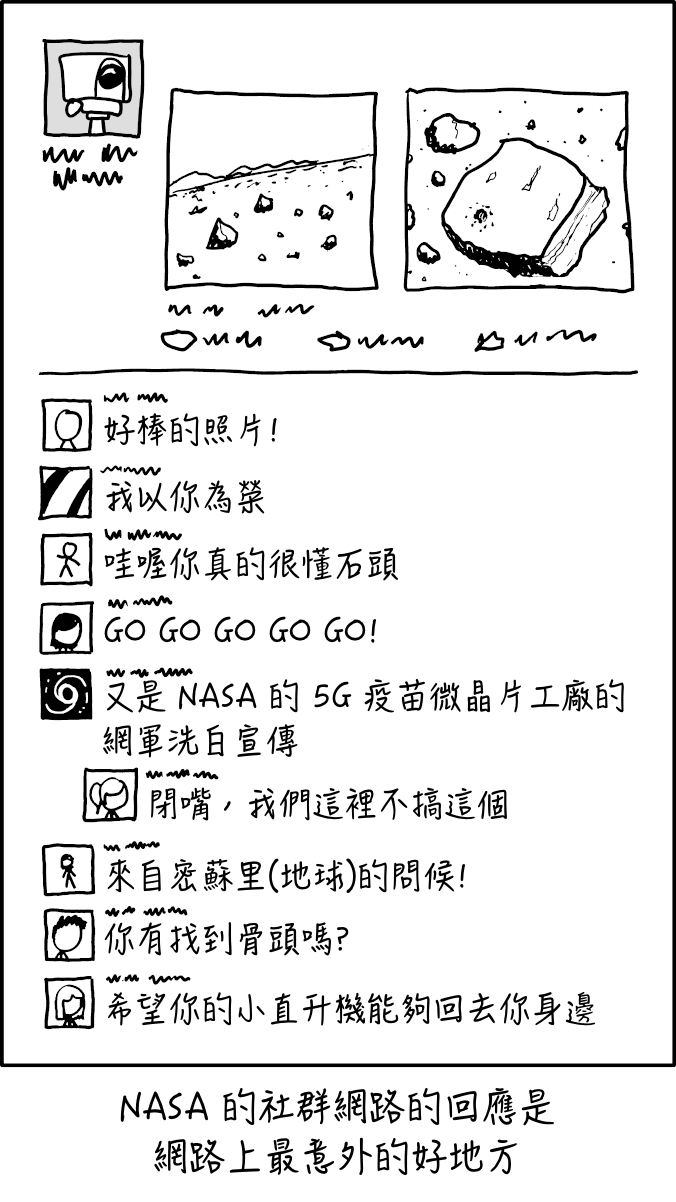 好棒的照片!
我以你為榮
哇喔你真的很懂石頭
GO GO GO GO GO!
又是 NASA 的 5G 疫苗微晶片工廠的
網軍洗白宣傳
閉嘴，我們這裡不搞這個
來自密蘇里(地球)的問候!
你有找到骨頭嗎?
希望你的小直升機能夠回去你身邊
NASA 的社群網路的回應是
網路上最意外的好地方